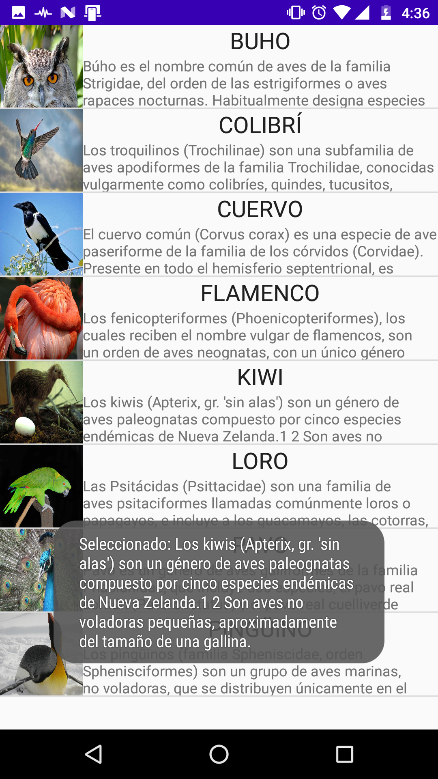 4:36
BUHO
Búho es el nombre común de aves de la familia
Strigidae, del orden de las estrigiformes o aves
rapaces nocturnas. Habitualmente designa especies
COLIBRÍ
Los troquilinos (Trochilinae) son una subfamilia de
aves apodiformes de la familia Trochilidae, conocidas
vulgarmente como colibríes, quindes, tucusitos,
CUERVO
El cuervo común (Corvus corax) es una especie de ave
paseriforme de la familia de los córvidos (Corvidae).
Presente en todo el hemisferio septentrional, es
FLAMENCO
Los fenicopteriformes (Phoenicopteriformes), los
cuales reciben el nombre vulgar de flamencos, son
un orden de aves neognatas, con un único género
KIWI
Los kiwis (Apterix, gr. 'sin alas') son un género de
aves paleognatas compuesto por cinco especies
endémicas de Nueva Zelanda.1 2 Son aves no
LORO
Las Psitácidas (Psittacidae) son una familia de
aves psitaciformes llamadas comúnmente loros o
papagayos, e incluye a los guacamayos, las cotorras,
Seleccionado: Los kiwis (Apterix, gr. 'sin
alas') son un género de aves paleognatas
compuesto por cinco especies endémicas
de Nueva Zelanda.1 2 Son aves no
voladoras pequeñas, aproximadamente
del tamaño de una gallina.
la familia
pavo real
real cuelliverde
PINGUINO
Los pingüinos (familia Spheniscidae, orden
Sphenisciformes) son un grupo de aves marinas,
no voladoras, que se distribuyen únicamente en el